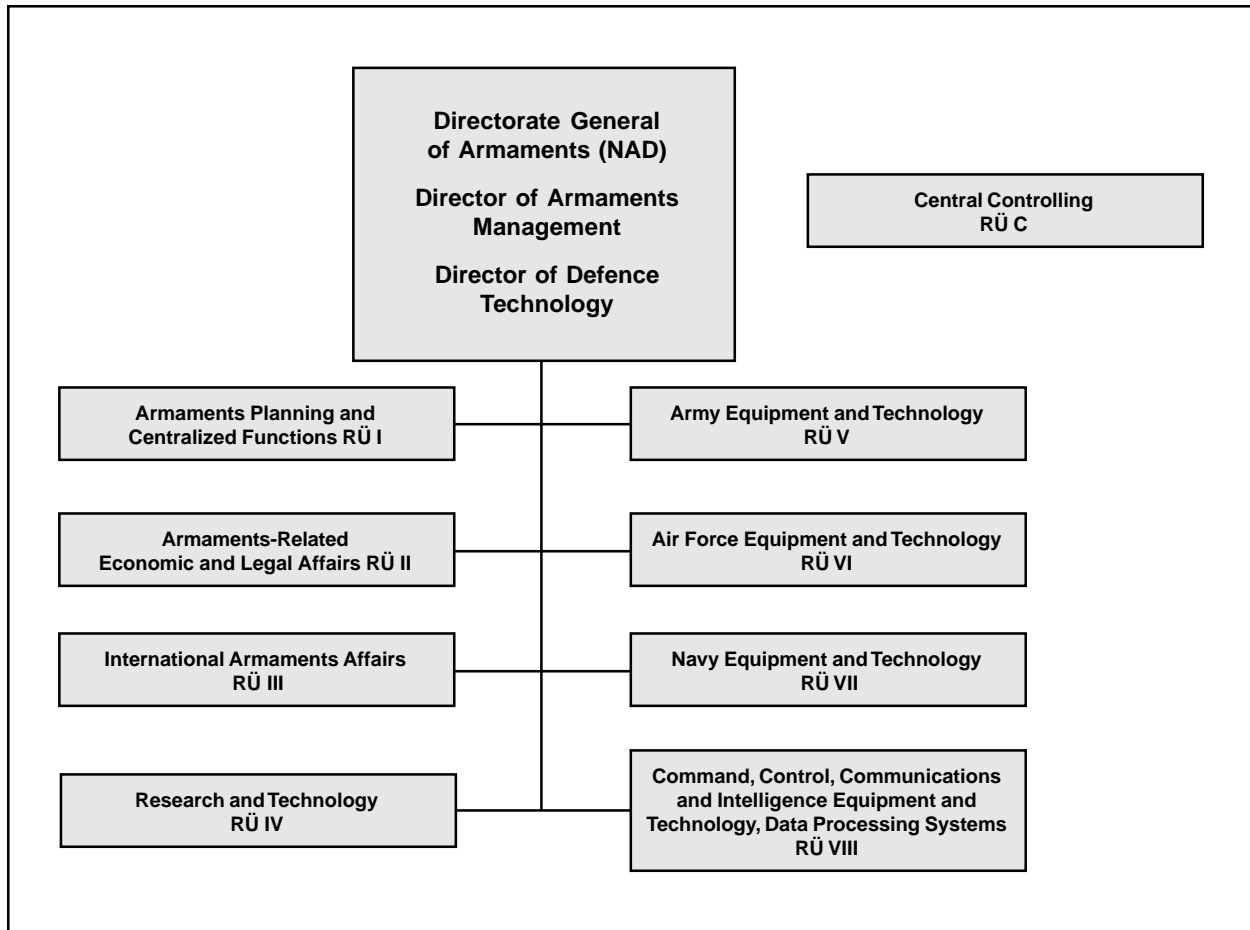 Directorate General
of Armaments (NAD)
Director of Armaments
Management
Director of Defence
Technology
Central Controlling
RÜ C
Armaments Planning and
Centralized Functions RÜ I
Army Equipment and Technology
RÜ V
Armaments-Related
Economic and Legal Affairs RÜ II
Air Force Equipment and Technology
RÜ VI
International Armaments Affairs
RÜ III
Navy Equipment and Technology
RÜ VII
Research and Technology
RÜ IV
Command, Control, Communications
and Intelligence Equipment and
Technology, Data Processing Systems
RÜ VIII